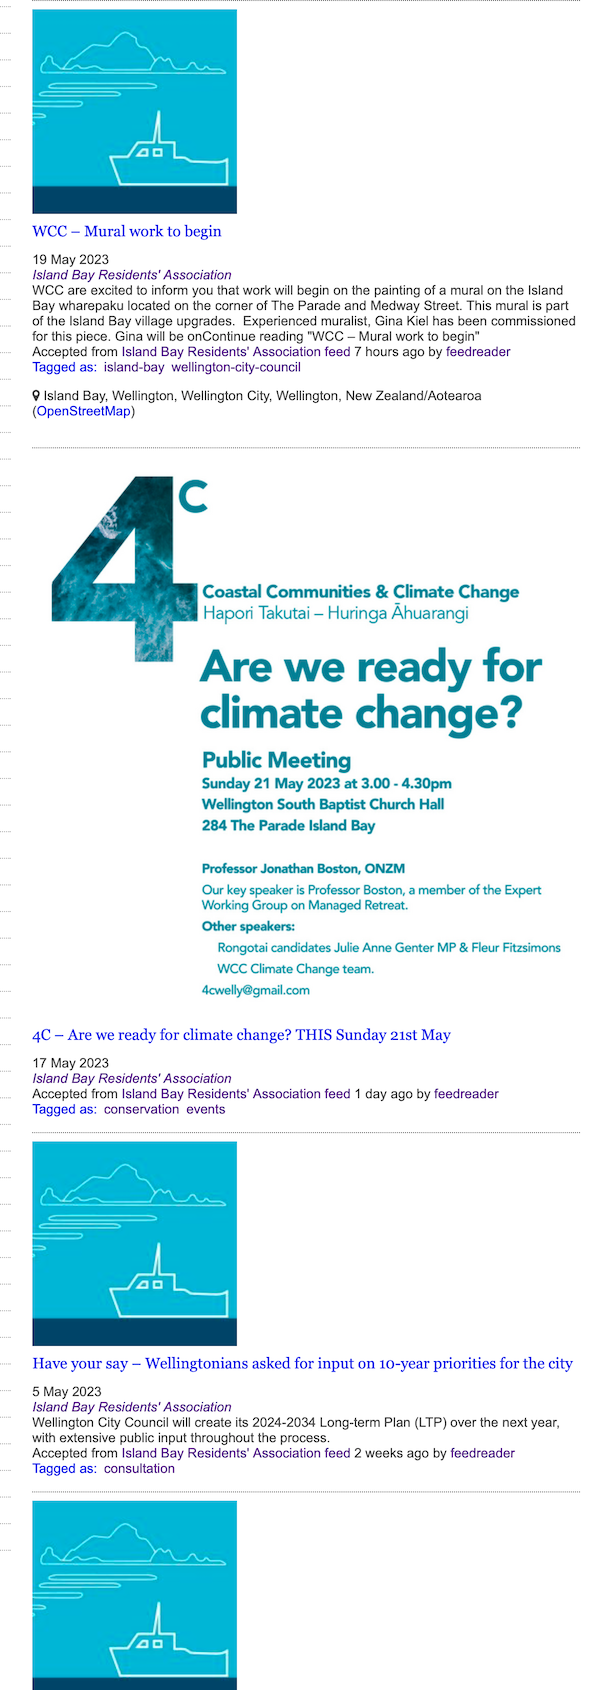 WCC – Mural work to begin
19 May 2023
Island Bay Residents' Association
WCC are excited to inform you that work will begin on the painting of a mural on the Island
Bay wharepaku located on the corner of The Parade and Medway Street. This mural is part
of the Island Bay village upgrades.  Experienced muralist, Gina Kiel has been commissioned
for this piece. Gina will be onContinue reading "WCC – Mural work to begin"
Accepted from Island Bay Residents' Association feed 7 hours ago by feedreader
Tagged as:  island-bay  wellington-city-council
Island Bay, Wellington, Wellington City, Wellington, New Zealand/Aotearoa
(OpenStreetMap)
4C
Coastal Communities & Climate Change
Hapori Takutai – Huringa Āhuarangi
Are we ready for
climate change?
Public Meeting
Sunday 21 May 2023 at 3.00 - 4.30pm
Wellington South Baptist Church Hall
284 The Parade Island Bay
Professor Jonathan Boston, ONZM
Our key speaker is Professor Boston, a member of the Expert
Working Group on Managed Retreat.
Other speakers:
Rongotai candidates Julie Anne Genter MP & Fleur Fitzsimons
WCC Climate Change team.
4cwelly@gmail.com
4C – Are we ready for climate change? THIS Sunday 21st May
17 May 2023
Island Bay Residents' Association
Accepted from Island Bay Residents' Association feed 1 day ago by feedreader
Tagged as:  conservation  events
Have your say – Wellingtonians asked for input on 10-year priorities for the city
5 May 2023
Island Bay Residents' Association
Wellington City Council will create its 2024-2034 Long-term Plan (LTP) over the next year,
with extensive public input throughout the process.
Accepted from Island Bay Residents' Association feed 2 weeks ago by feedreader
Tagged as:  consultation